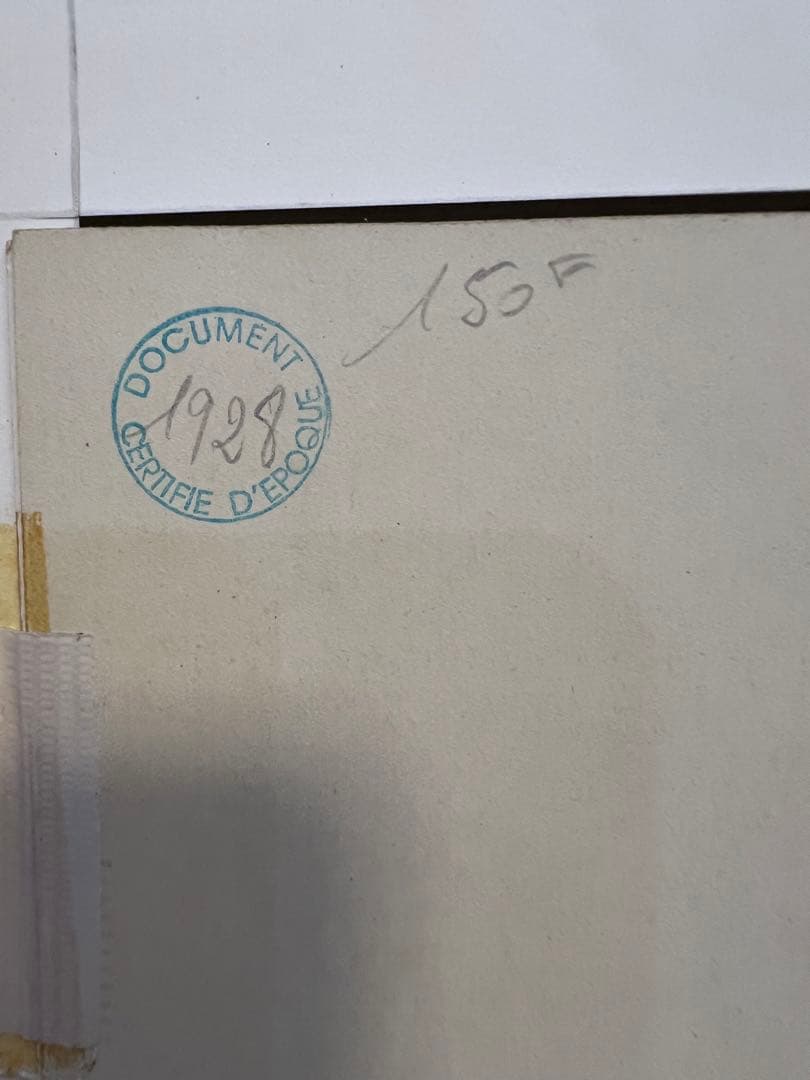 150F
DOCUMENT
1928
CERTIFIE D'EPOQUE